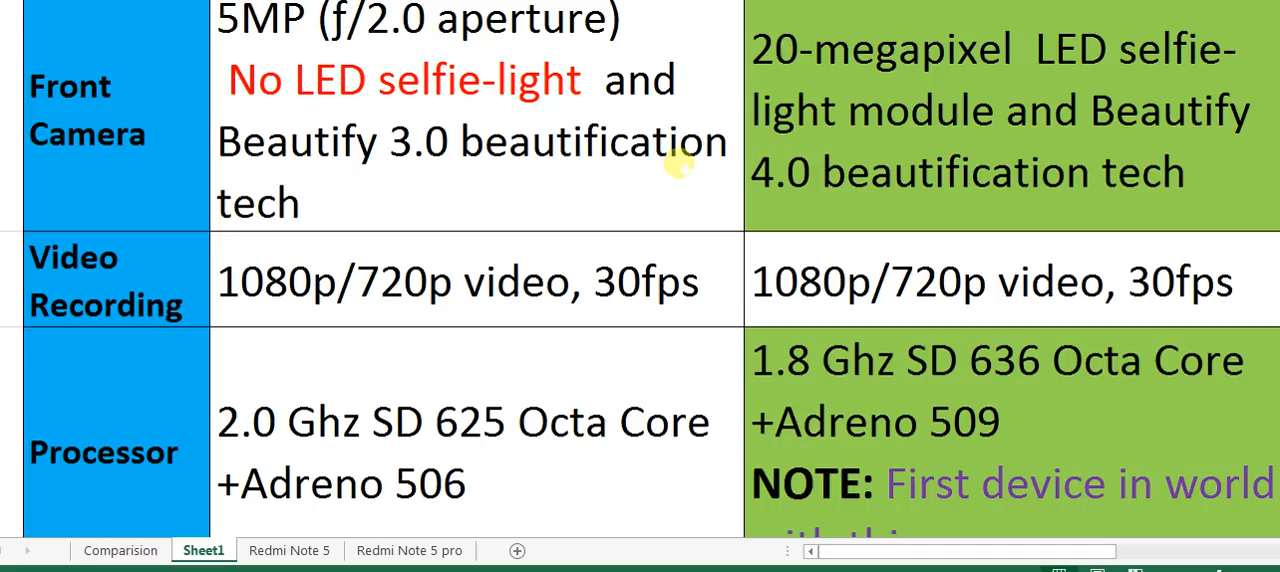 Front
Camera
5MP (ƒ/2.0 aperture)
No LED selfie-light and
Beautify 3.0 beautification
tech
20-megapixel LED selfie-
light module and Beautify
4.0 beautification tech
Video
Recording
1080p/720p video, 30fps
1080p/720p video, 30fps
Processor
2.0 Ghz SD 625 Octa Core
+Adreno 506
1.8 Ghz SD 636 Octa Core
+Adreno 509
NOTE: First device in world
Comparision
Sheet1
Redmi Note 5
Redmi Note 5 pro